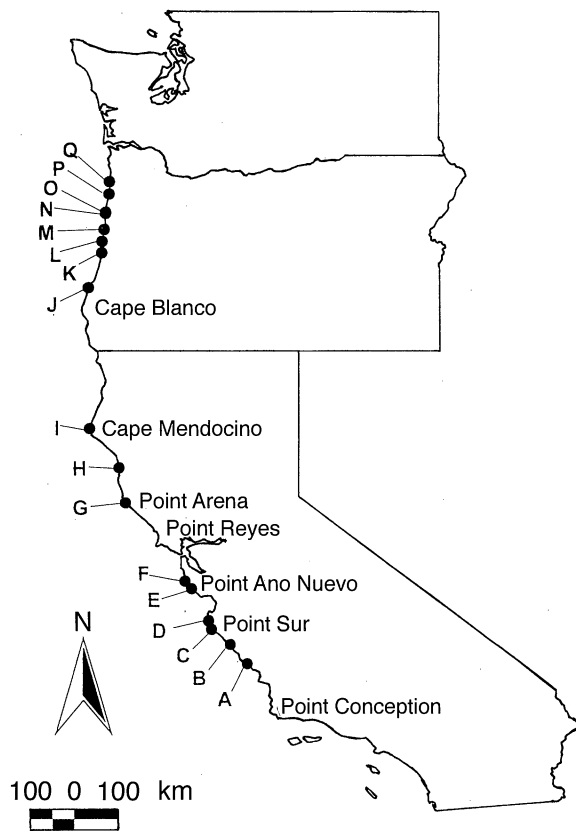 Q
P
O
N
M
L
K
J
Cape Blanco
I
Cape Mendocino
H
G
Point Arena
Point Reyes
F
Point Ano Nuevo
E
N
D
Point Sur
C
B
A
Point Conception
100 0 100 km